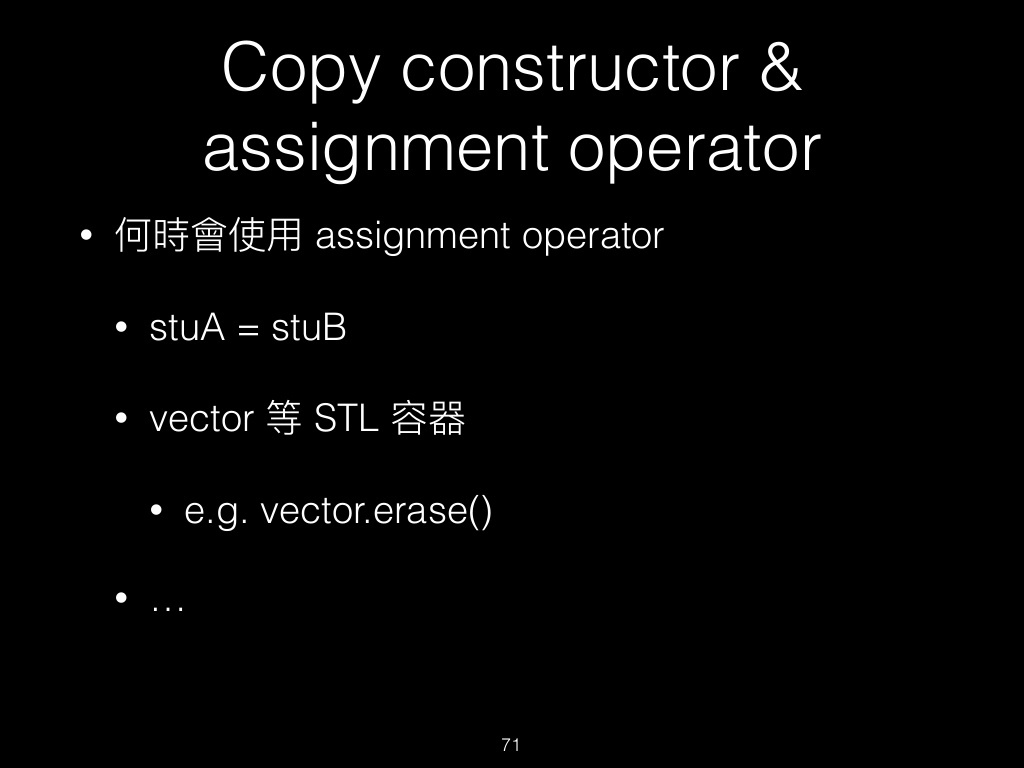 Copy constructor &
assignment operator
• 何時會使用 assignment operator
• stuA = stuB
• vector 等 STL 容器
• e.g. vector.erase()
• …
71